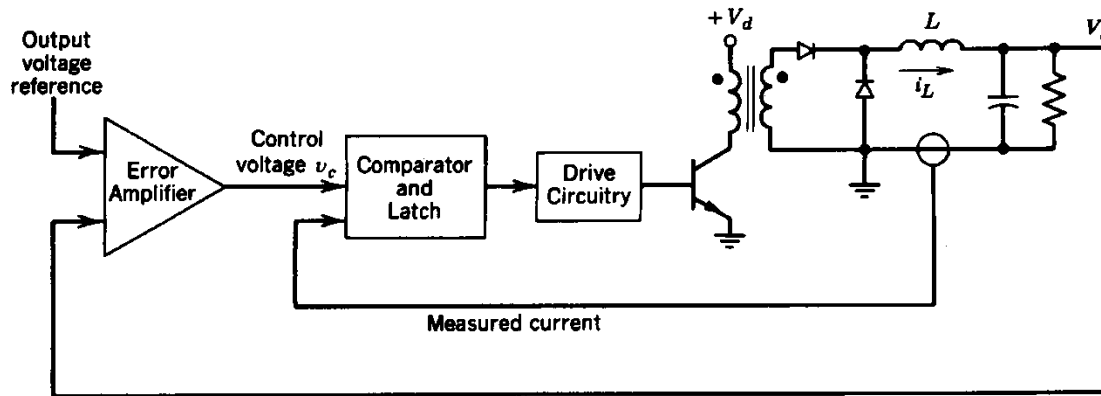 Output
voltage
reference
Error
Amplifier
Control
voltage v_c
Comparator
and
Latch
Drive
Circuitry
+ V_d
L
i_L
Measured current